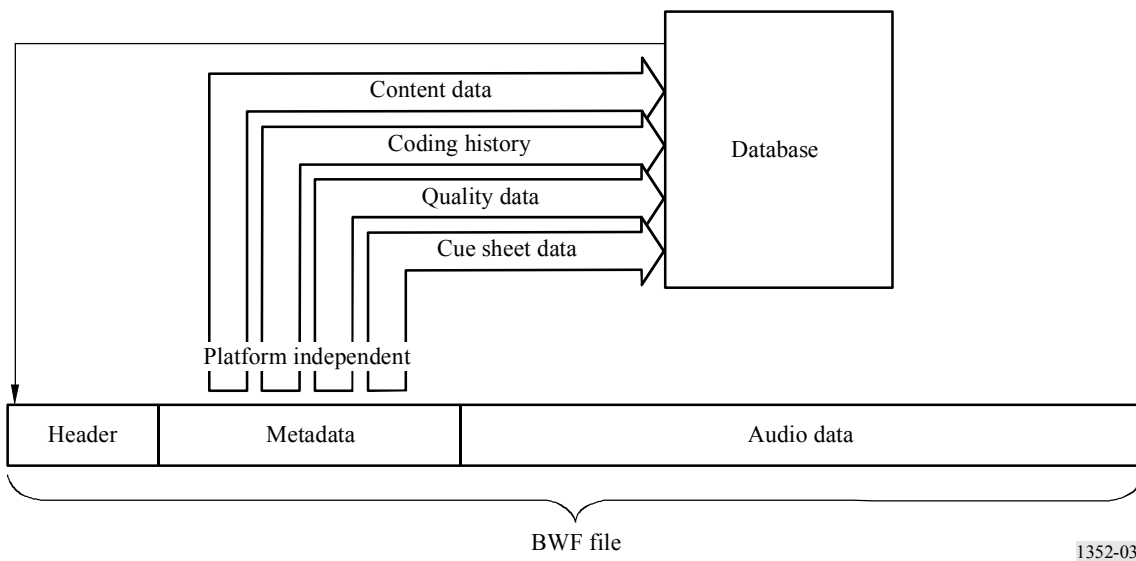 Content data
Coding history
Database
Quality data
Cue sheet data
Platform independent
Header
Metadata
Audio data
BWF file
1352-03